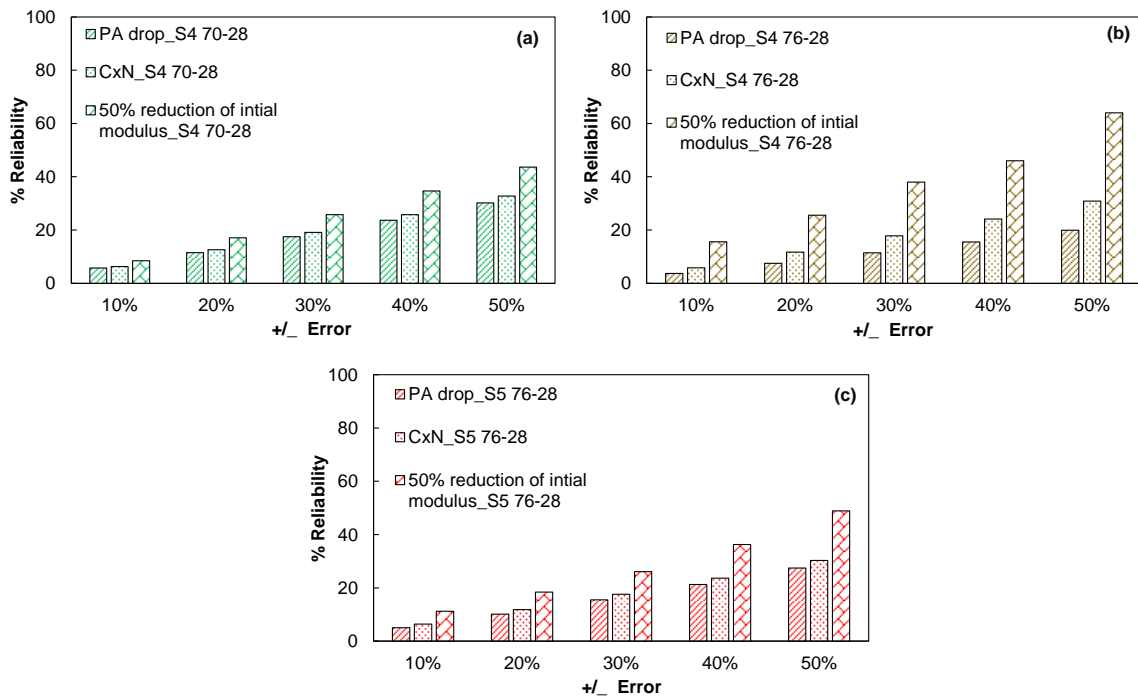 100
80
60
40
20
0
% Reliability
(a)
PA drop_S4 70-28
CxN_S4 70-28
50% reduction of intial
modulus_S4 70-28
10% 20% 30% 40% 50%
+/_ Error
100
80
60
40
20
0
% Reliability
(b)
PA drop_S4 76-28
CxN_S4 76-28
50% reduction of intial
modulus_S4 76-28
10% 20% 30% 40% 50%
+/_ Error
100
80
60
40
20
0
% Reliability
(c)
PA drop_S5 76-28
CxN_S5 76-28
50% reduction of intial
modulus_S5 76-28
10% 20% 30% 40% 50%
+/_ Error